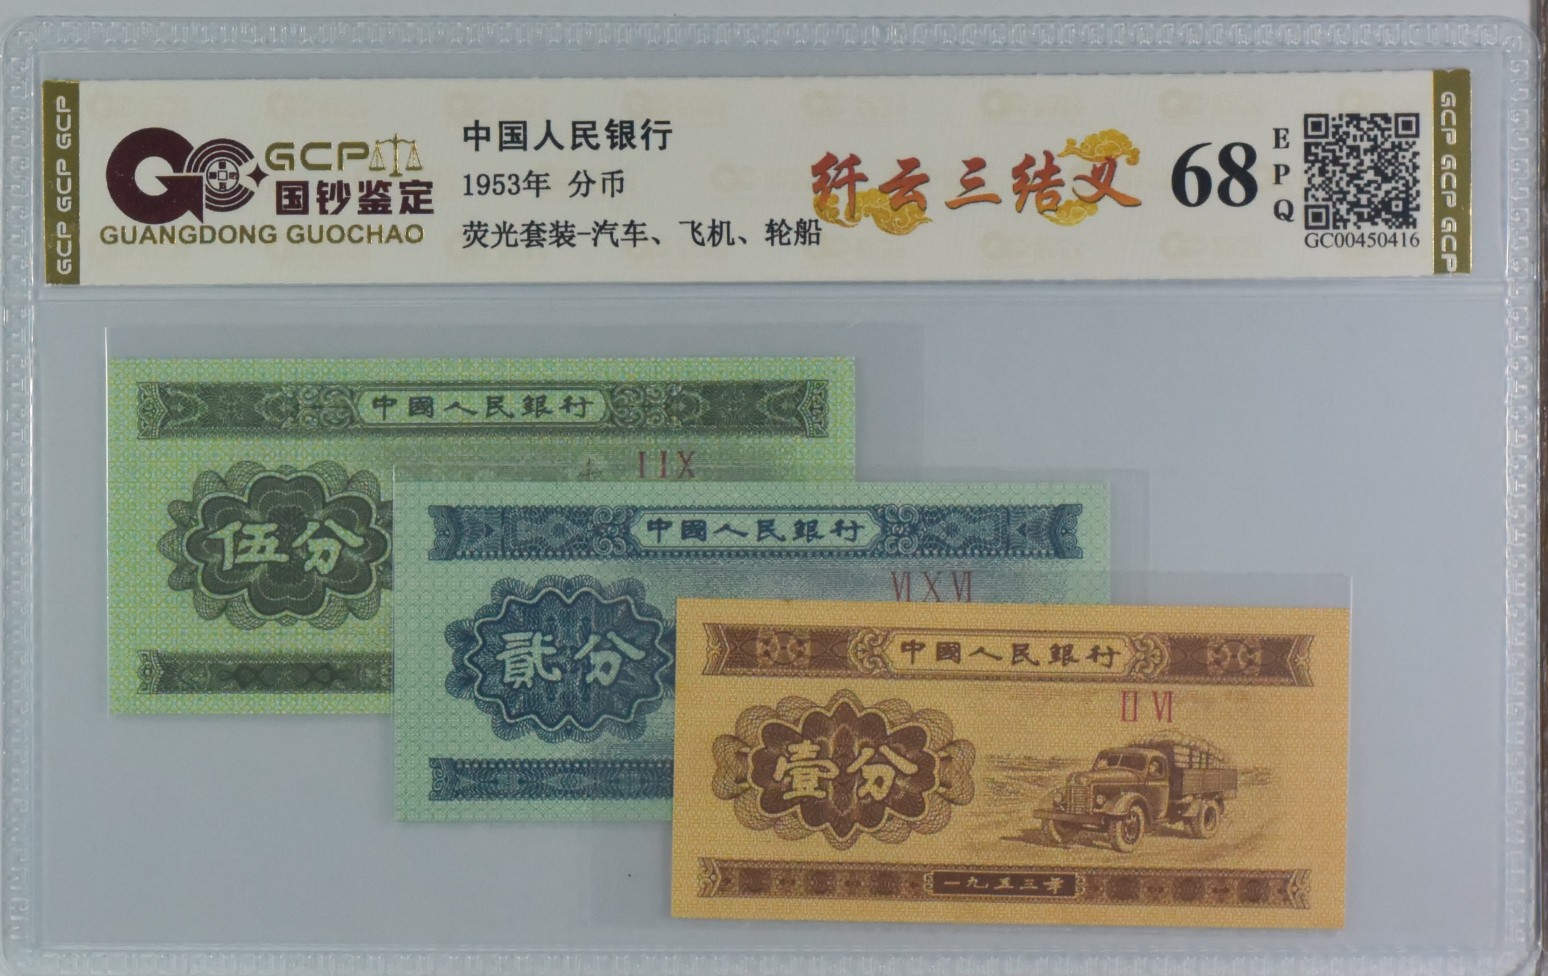 GCP GCP GCP
GCP
国钞鉴定
GUANGDONG GUOCHAO
中国人民银行
1953年 分币
荧光套装-汽车、飞机、轮船
纤云三结义
68
EPQ
GC00450416
GCP GCP GCP
中國人民銀行
IIX
伍分
中國人民銀行
VI X VI
貳分
中國人民銀行
II VI
壹分
一九五三年